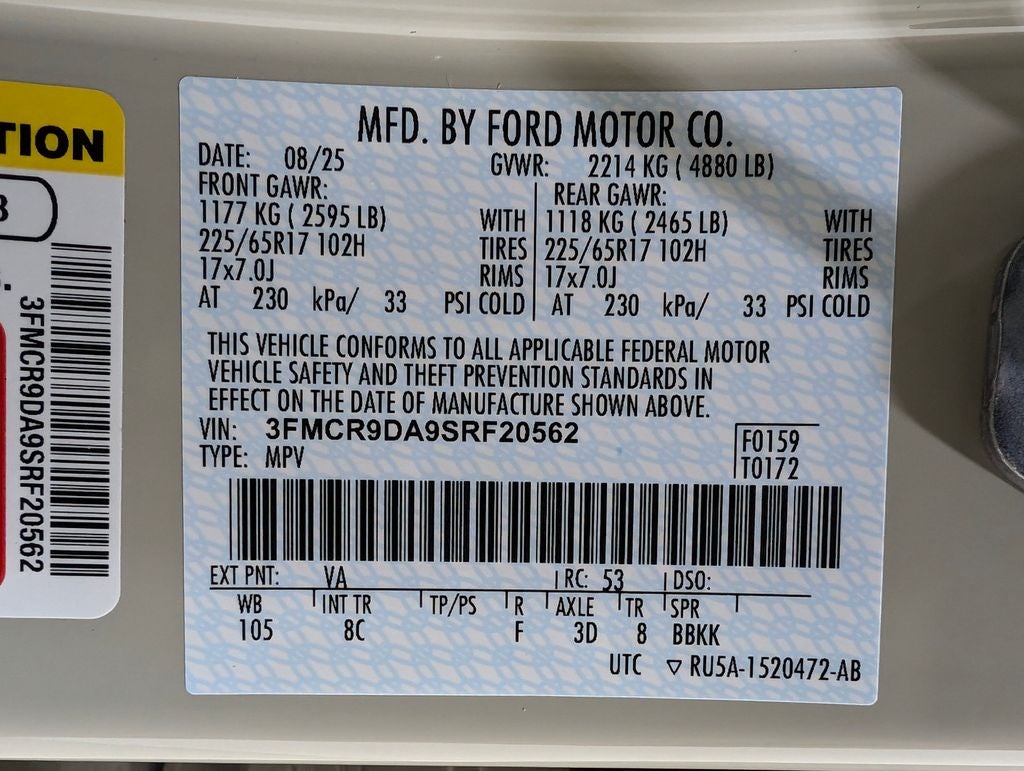 TION
3
3FMCR9DA9SRF20562
MFD. BY FORD MOTOR CO.
DATE: 08/25 GVWR: 2214 KG ( 4880 LB)
FRONT GAWR: REAR GAWR:
1177 KG ( 2595 LB) WITH 1118 KG ( 2465 LB) WITH
225/65R17 102H TIRES 225/65R17 102H TIRES
17x7.0J RIMS 17x7.0J RIMS
AT 230 kPa/ 33 PSI COLD AT 230 kPa/ 33 PSI COLD
THIS VEHICLE CONFORMS TO ALL APPLICABLE FEDERAL MOTOR
VEHICLE SAFETY AND THEFT PREVENTION STANDARDS IN
EFFECT ON THE DATE OF MANUFACTURE SHOWN ABOVE.
VIN: 3FMCR9DA9SRF20562
TYPE: MPV
F0159
T0172
EXT PNT: VA RC: 53 DSO:
WB INT TR TP/PS R AXLE TR SPR
105 8C F 3D 8 BBKK
UTC ▽ RU5A-1520472-AB